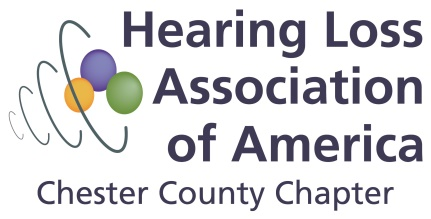 Hearing Loss
Association
of America
Chester County Chapter